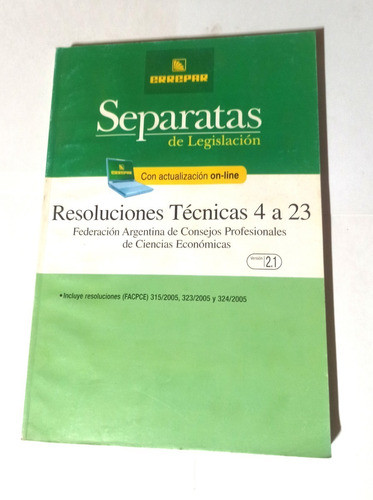 ERREPAR
Separatas
de Legislación
Con actualización on-line
Resoluciones Técnicas 4 a 23
Federación Argentina de Consejos Profesionales
de Ciencias Económicas
Versión 2.1
• Incluye resoluciones (FACPCE) 315/2005, 323/2005 y 324/2005